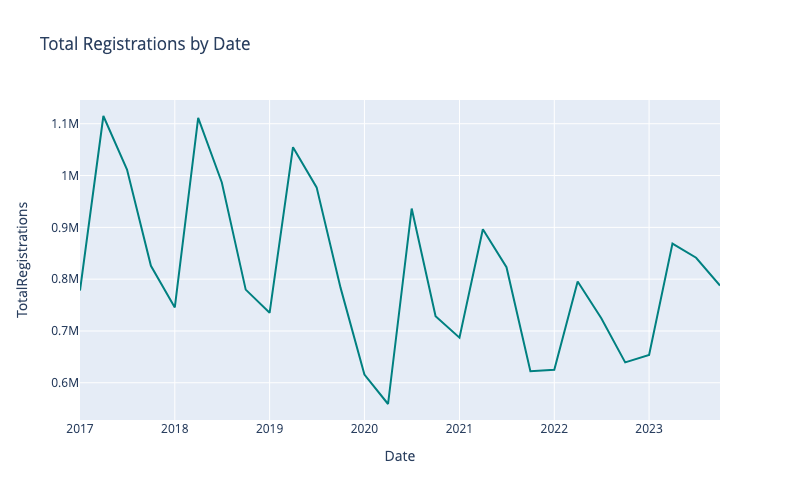 Total Registrations by Date
1.1M
1M
0.9M
0.8M
0.7M
0.6M
TotalRegistrations
2017 2018 2019 2020 2021 2022 2023
Date